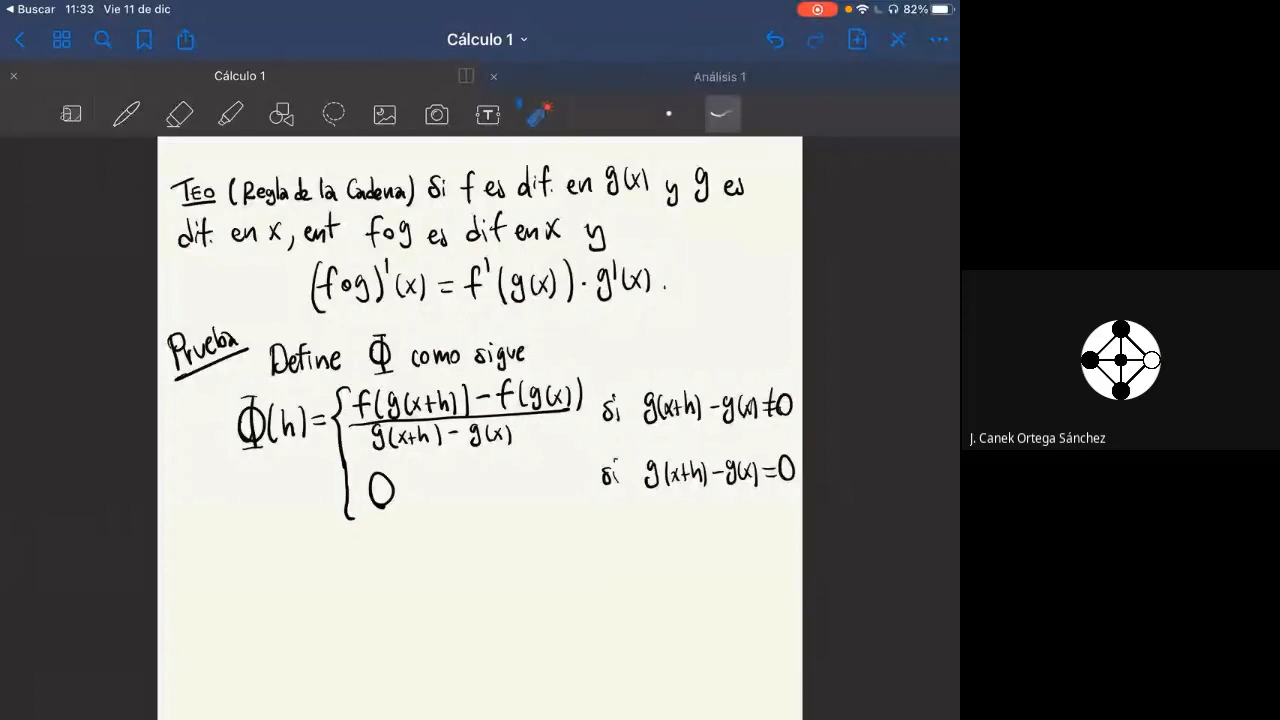 Buscar 11:33 Vie 11 de dic 82%
Cálculo 1
Cálculo 1 Análisis 1
TEO (Regla de la Cadena) Si f es dif. en g(x) y g es
dif. en x, ent fog es dif en x y
(fog)'(x) = f'(g(x)) · g'(x).
Prueba Define Φ como sigue
Φ(h) = { f(g(x+h)) - f(g(x)) / g(x+h) - g(x) si g(x+h) - g(x) ≠ 0
0 si g(x+h) - g(x) = 0
J. Canek Ortega Sánchez